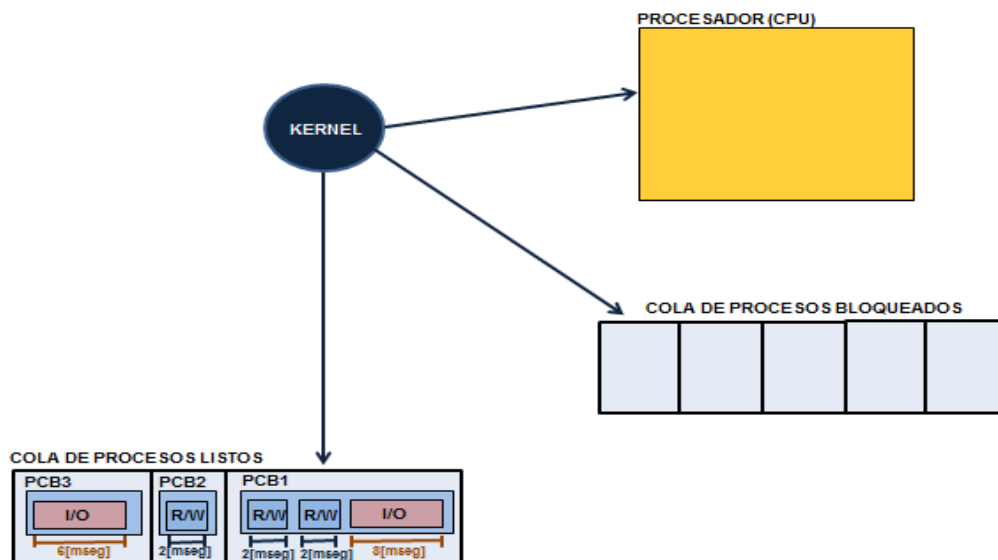 PROCESADOR (CPU)
KERNEL
COLA DE PROCESOS BLOQUEADOS
COLA DE PROCESOS LISTOS
PCB3
PCB2
PCB1
I/O
R/W
R/W
R/W
I/O
6[mseg]
2[mseg]
2[mseg]
2[mseg]
8[mseg]